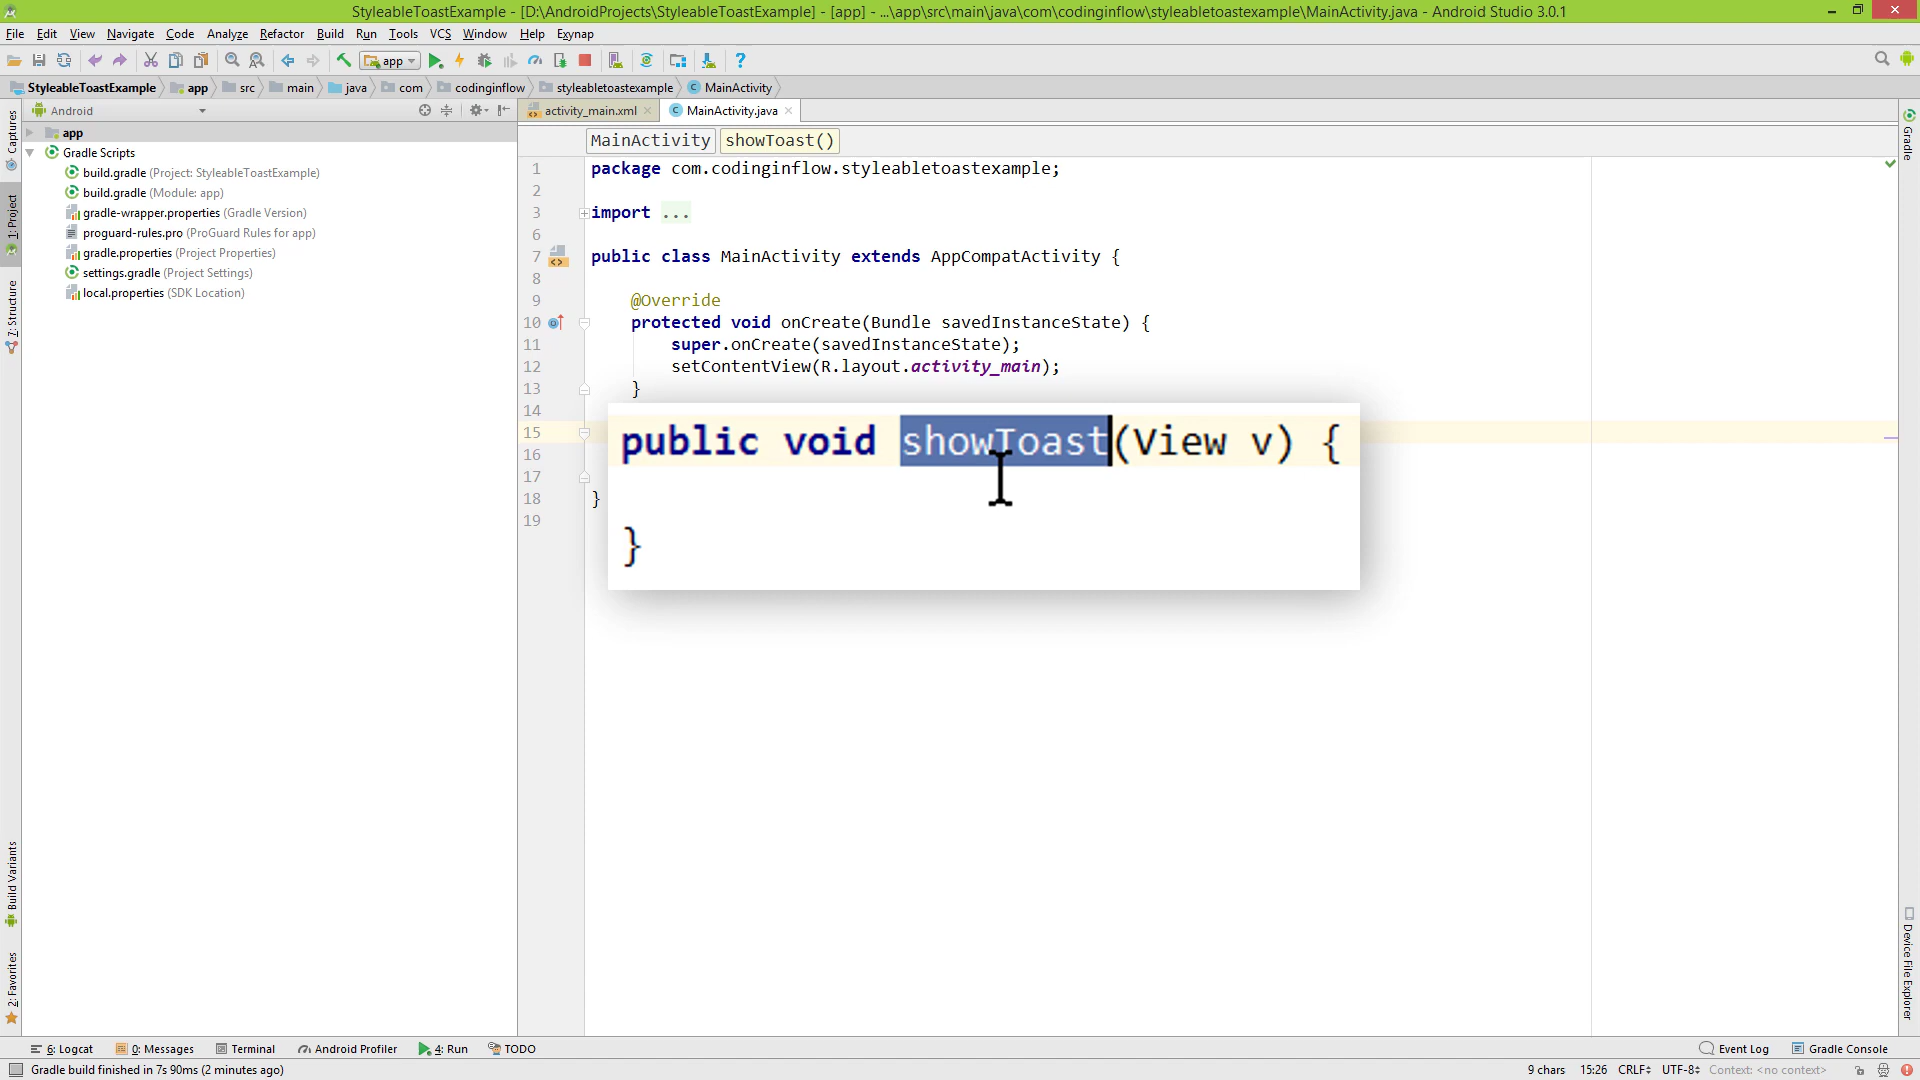 StyleableToastExample - [D:\AndroidProjects\StyleableToastExample] - [app] - ...\app\src\main\java\com\codinginflow\styleabletoastexample\MainActivity.java - Android Studio 3.0.1
File Edit View Navigate Code Analyze Refactor Build Run Tools VCS Window Help Exynap
app
StyleableToastExample app src main java com codinginflow styleabletoastexample MainActivity
Android
activity_main.xml MainActivity.java
app
MainActivity showToast()
Gradle Scripts
build.gradle (Project: StyleableToastExample)
build.gradle (Module: app)
gradle-wrapper.properties (Gradle Version)
proguard-rules.pro (ProGuard Rules for app)
gradle.properties (Project Properties)
settings.gradle (Project Settings)
local.properties (SDK Location)
Captures
1: Project
7: Structure
Build Variants
2: Favorites
1 package com.codinginflow.styleabletoastexample;
2
3 import ...
6
7 public class MainActivity extends AppCompatActivity {
8
9 @Override
10 protected void onCreate(Bundle savedInstanceState) {
11 super.onCreate(savedInstanceState);
12 setContentView(R.layout.activity_main);
13 }
14
15 public void showToast(View v) {
16
17 }
18 }
19
Gradle
Device File Explorer
6: Logcat 0: Messages Terminal Android Profiler 4: Run TODO Event Log Gradle Console
Gradle build finished in 7s 90ms (2 minutes ago) 9 chars 15:26 CRLF UTF-8 Context: <no context>